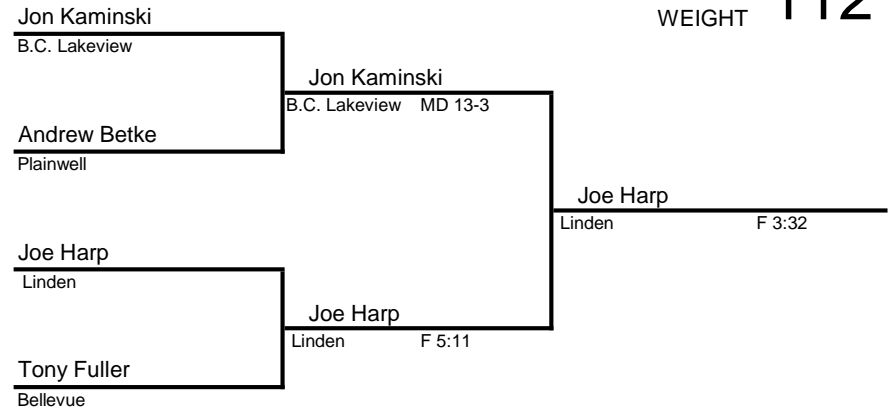 Jon Kaminski
WEIGHT 112
B.C. Lakeview
Jon Kaminski
B.C. Lakeview MD 13-3
Andrew Betke
Plainwell
Joe Harp
Linden F 3:32
Joe Harp
Linden
Joe Harp
Linden F 5:11
Tony Fuller
Bellevue